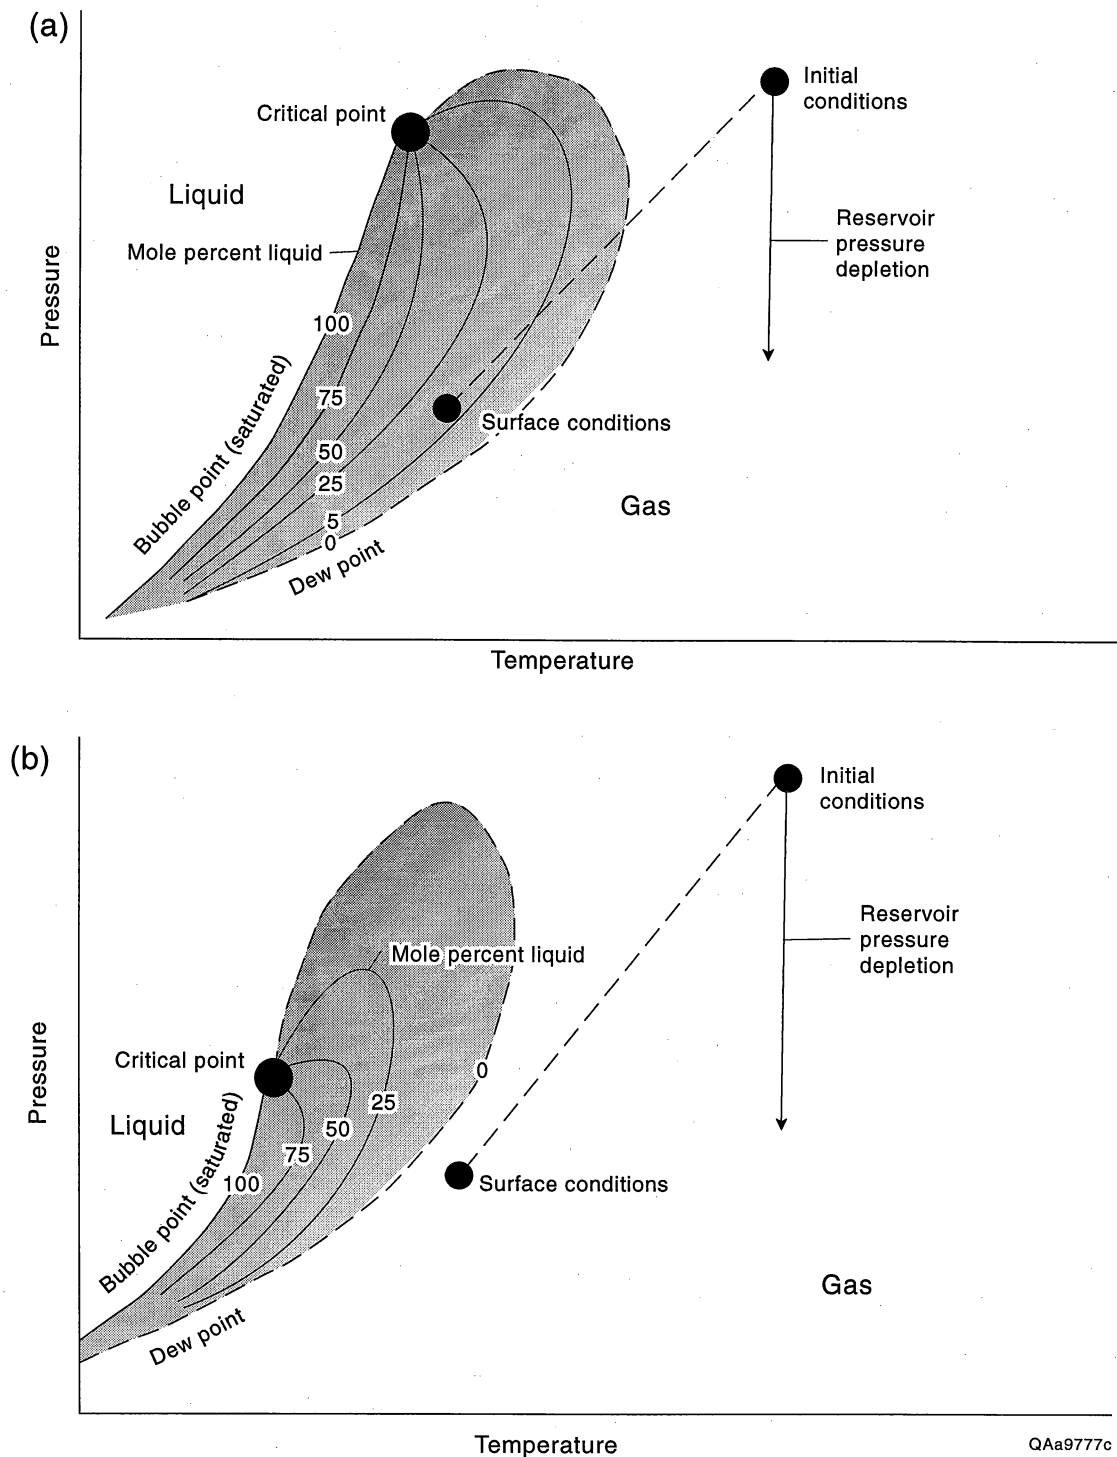 (a)
Initial
conditions
Critical point
Liquid
Reservoir
pressure
depletion
Mole percent liquid
Pressure
100
75
50
25
5
0
Bubble point (saturated)
Surface conditions
Gas
Dew point
Temperature
(b)
Initial
conditions
Reservoir
pressure
depletion
Mole percent liquid
Critical point
Pressure
Liquid
0
25
50
75
100
Bubble point (saturated)
Surface conditions
Gas
Dew point
Temperature
QAa9777c